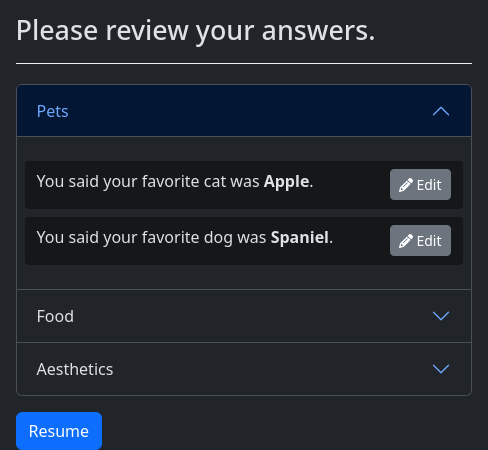 Please review your answers.
Pets
You said your favorite cat was Apple.
Edit
You said your favorite dog was Spaniel.
Edit
Food
Aesthetics
Resume